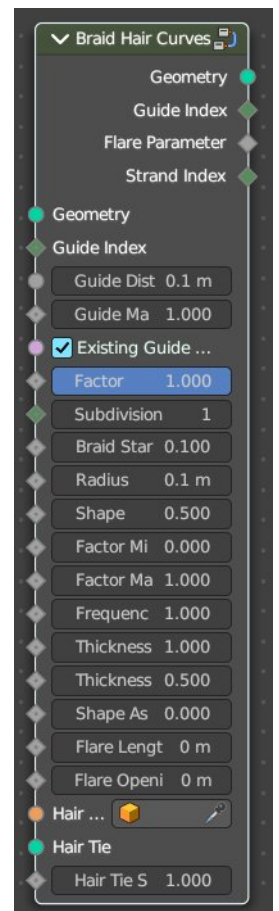 Braid Hair Curves
Geometry
Guide Index
Flare Parameter
Strand Index
Geometry
Guide Index
Guide Dist 0.1 m
Guide Ma 1.000
Existing Guide ...
Factor 1.000
Subdivision 1
Braid Star 0.100
Radius 0.1 m
Shape 0.500
Factor Mi 0.000
Factor Ma 1.000
Frequenc 1.000
Thickness 1.000
Thickness 0.500
Shape As 0.000
Flare Lengt 0 m
Flare Openi 0 m
Hair ...
Hair Tie
Hair Tie S 1.000